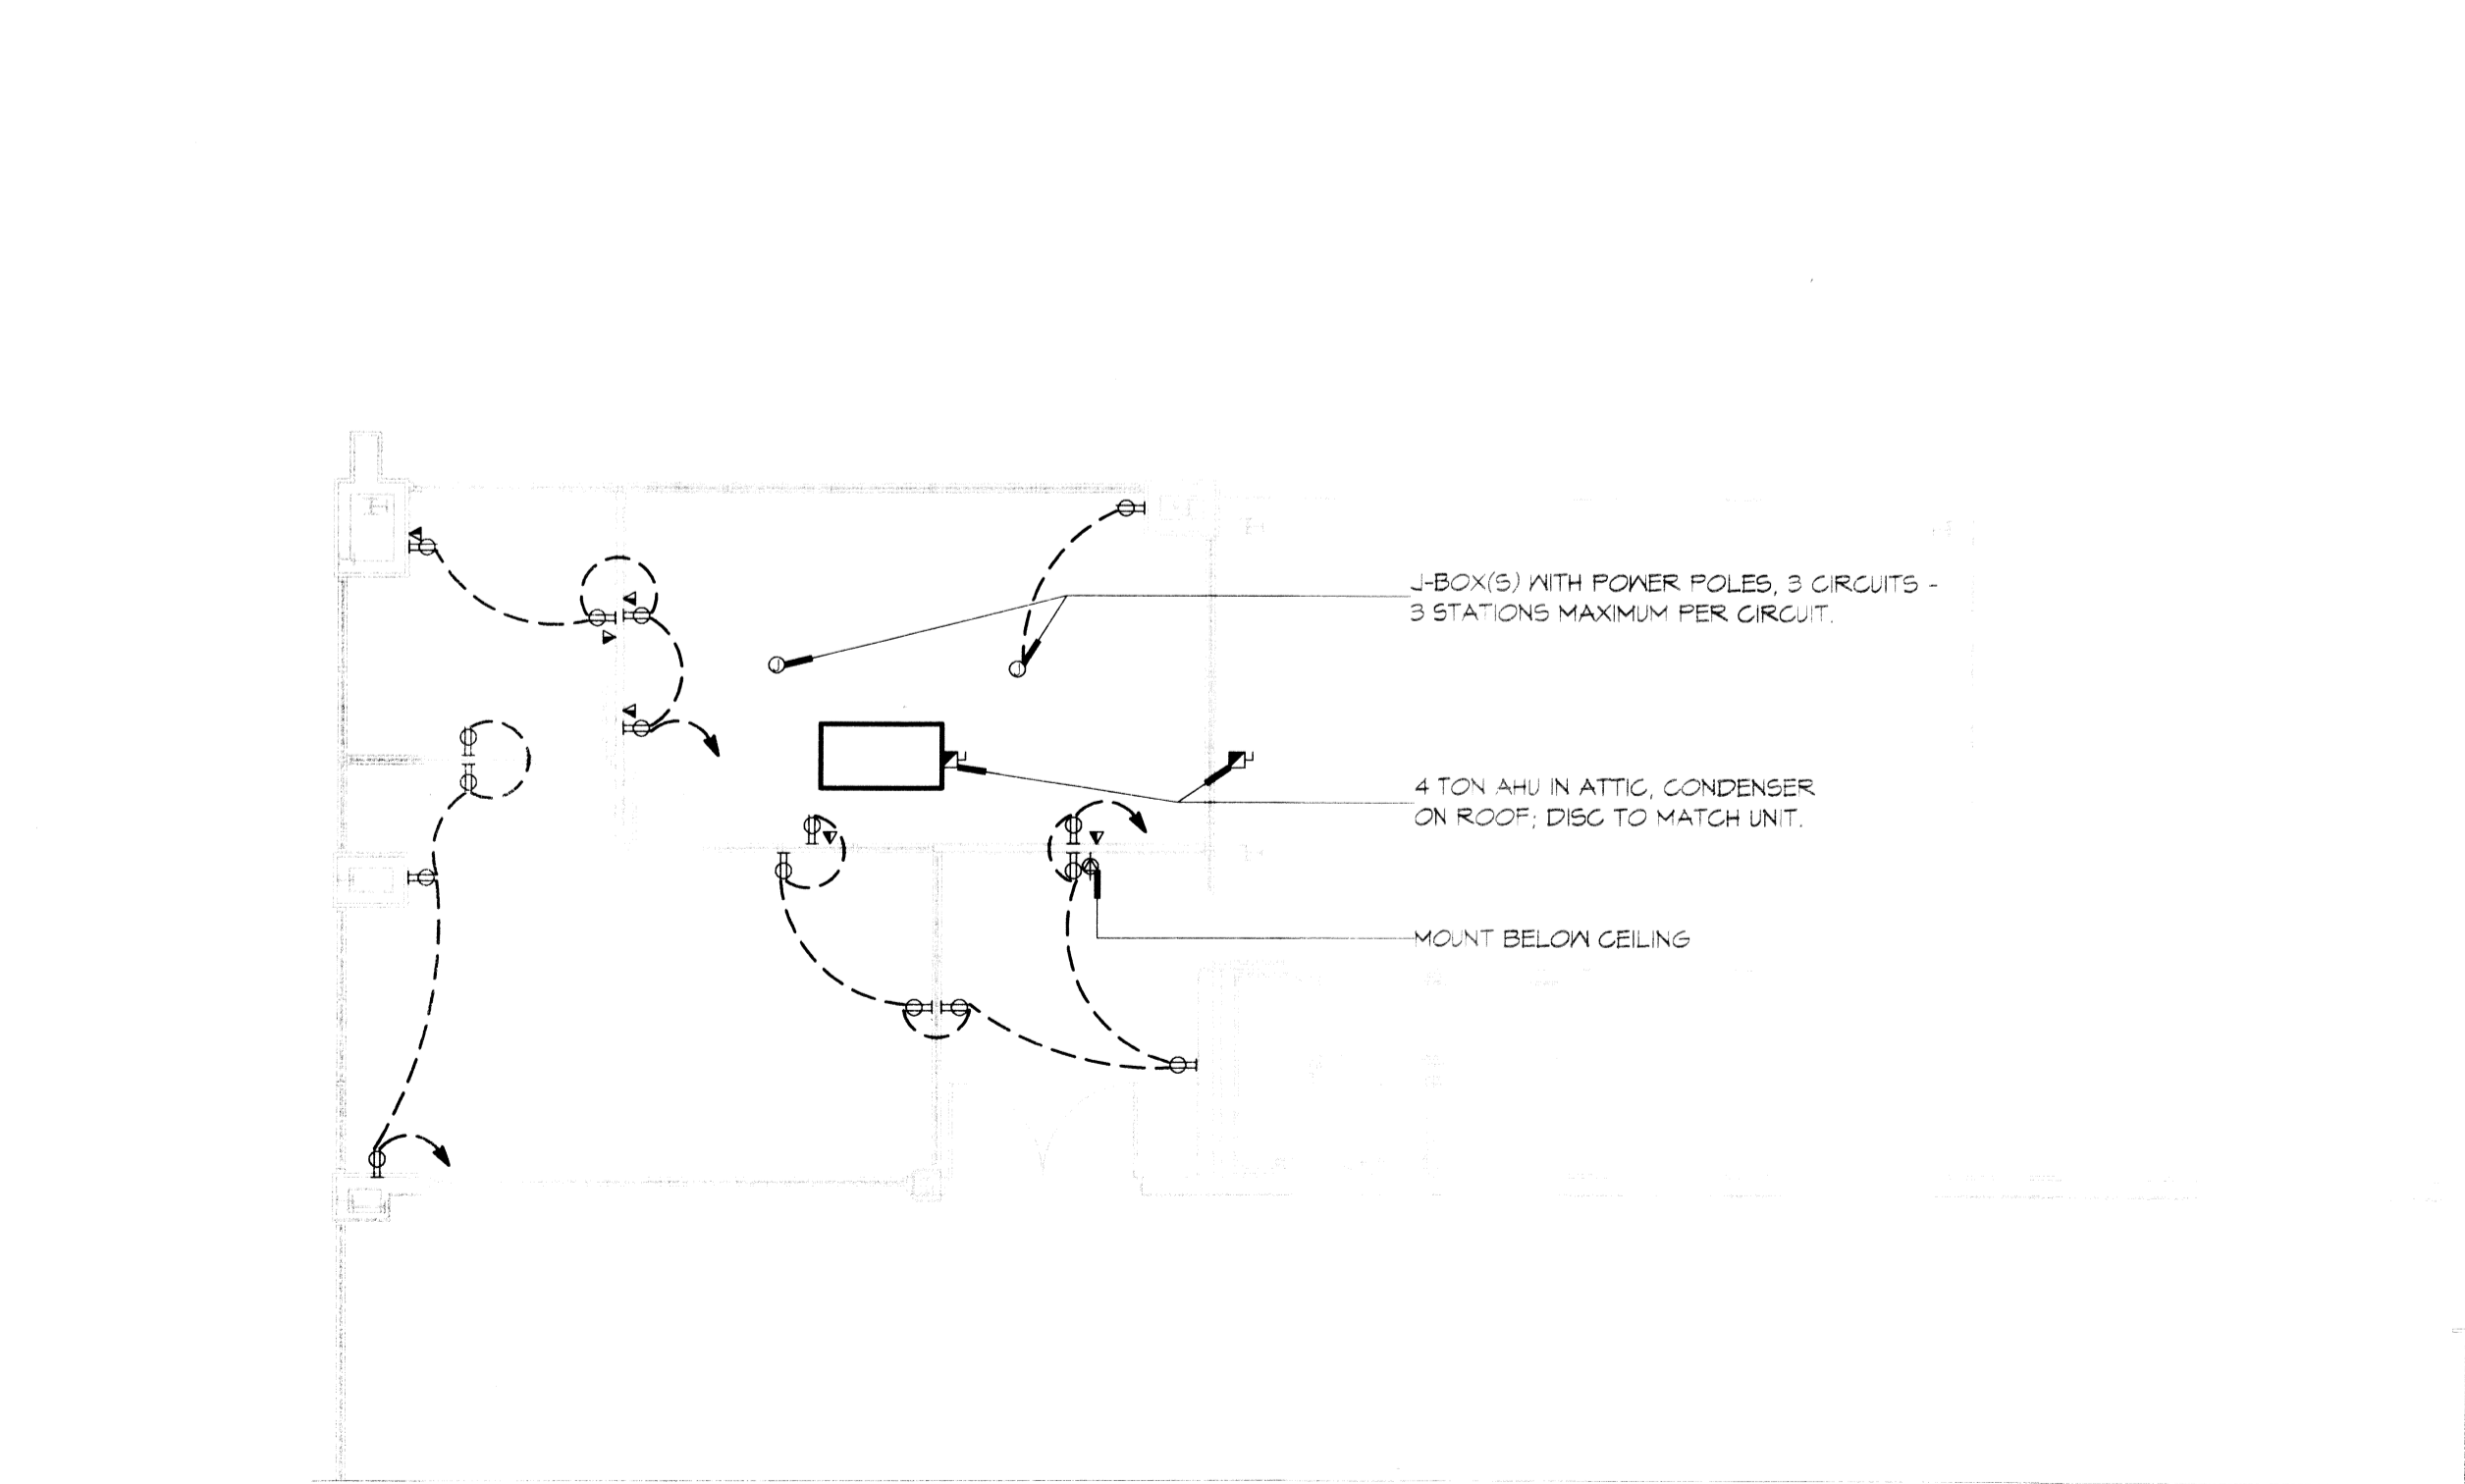 J-BOX(S) WITH POWER POLES, 3 CIRCUITS -
3 STATIONS MAXIMUM PER CIRCUIT.
J
J
J
J
4 TON AHU IN ATTIC, CONDENSER
ON ROOF; DISC TO MATCH UNIT.
MOUNT BELOW CEILING